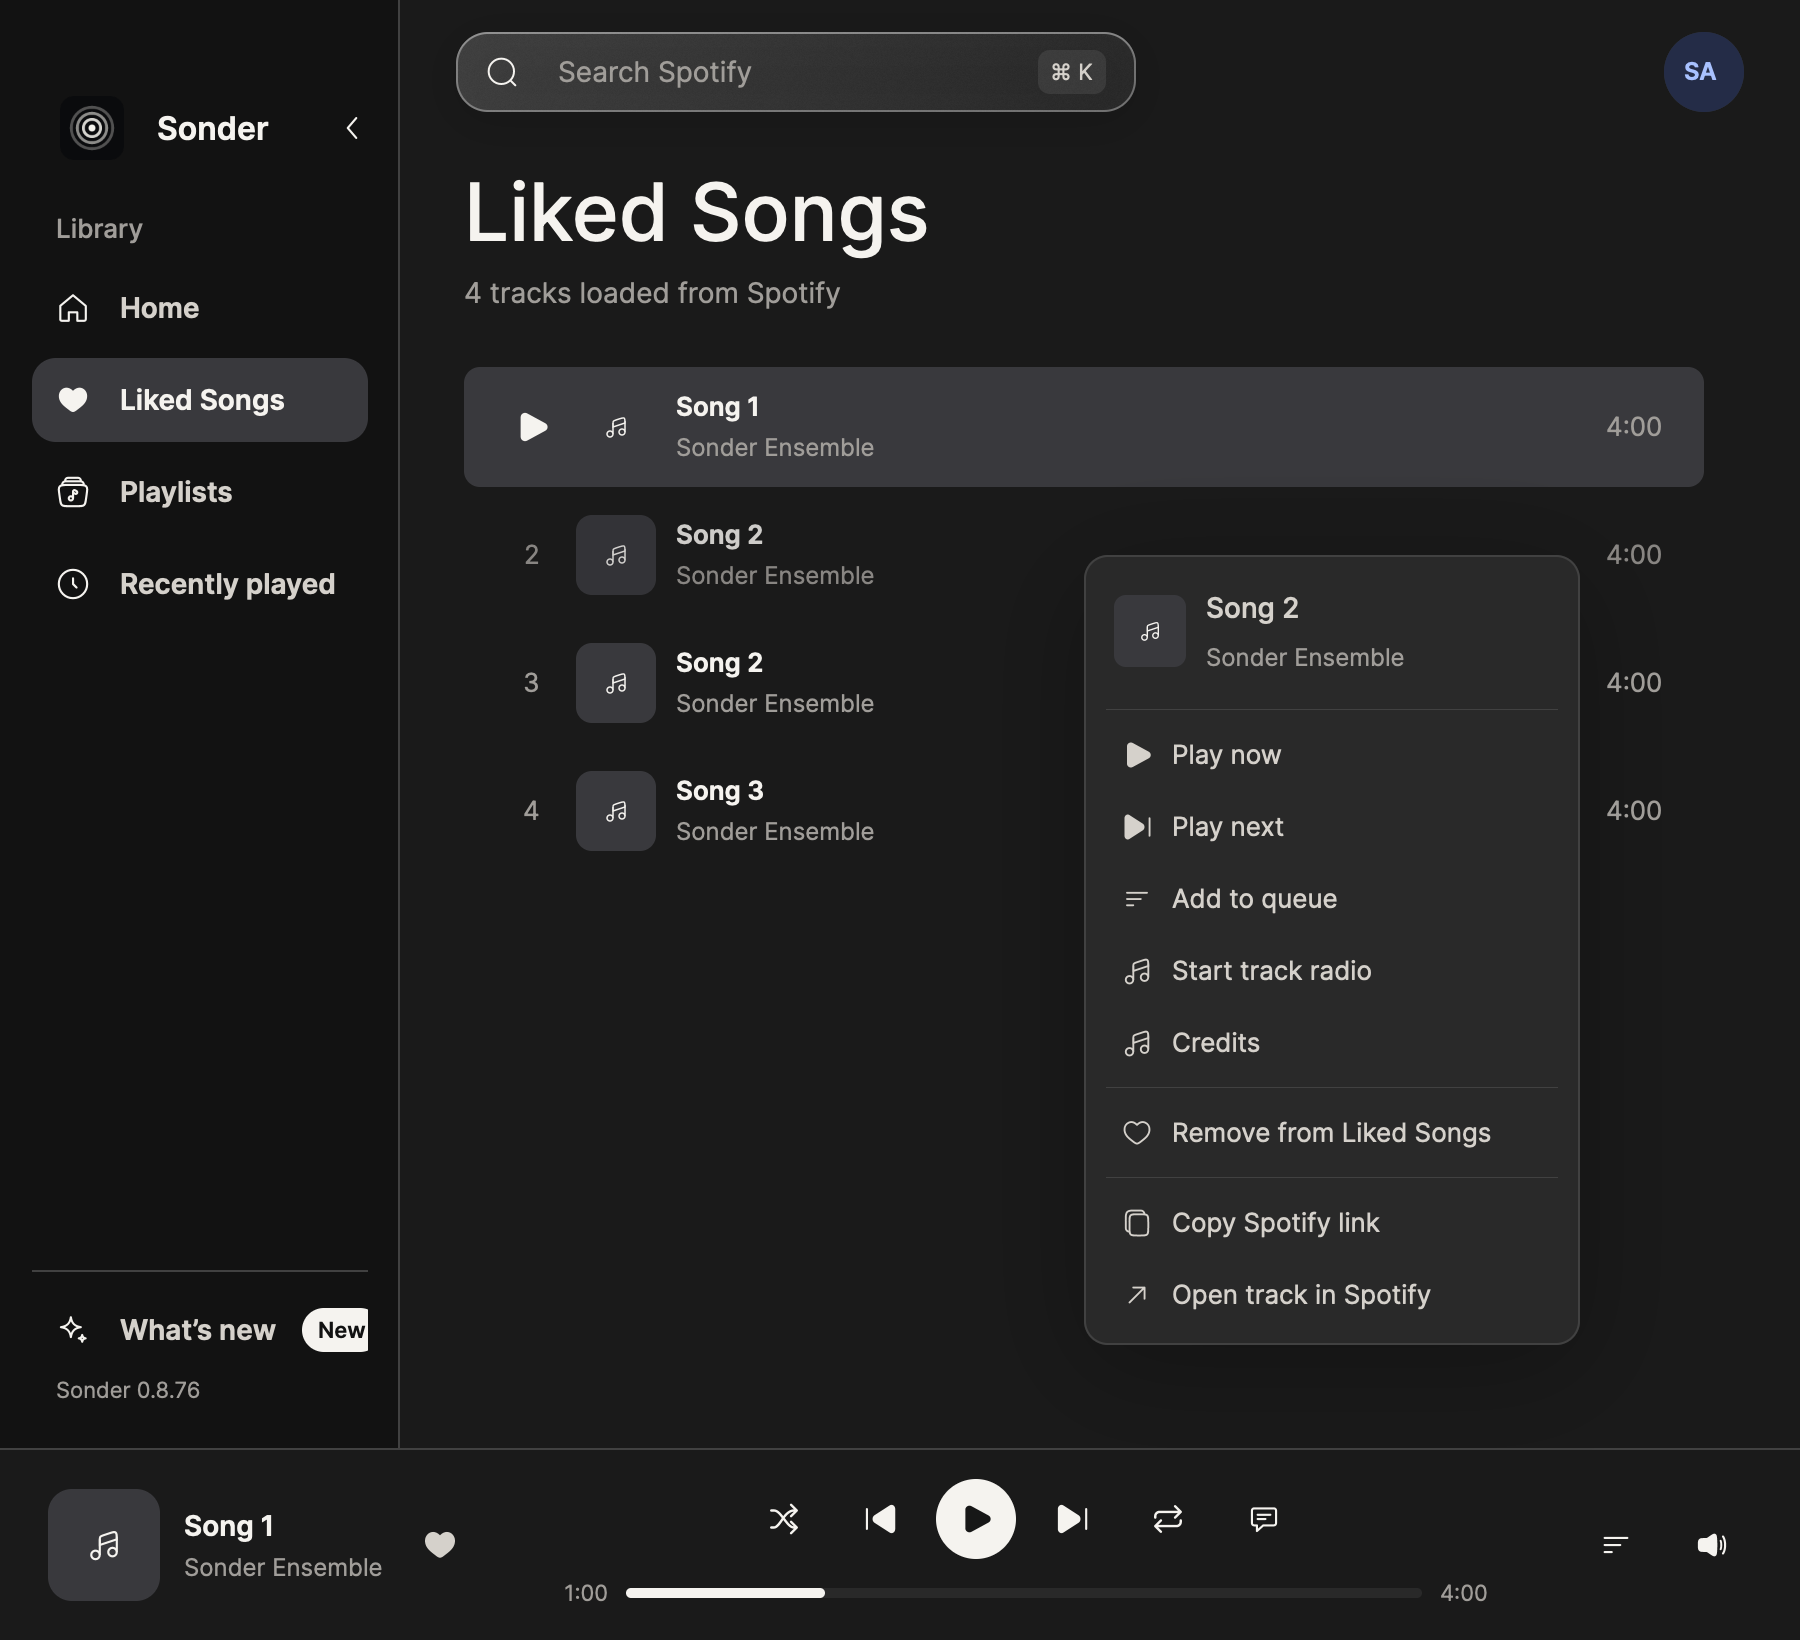 Search Spotify
⌘ K
SA
Sonder
Library
Home
Liked Songs
Playlists
Recently played
What’s new
New
Sonder 0.8.76
Liked Songs
4 tracks loaded from Spotify
Song 1
Sonder Ensemble
4:00
2
Song 2
Sonder Ensemble
4:00
3
Song 2
Sonder Ensemble
4:00
4
Song 3
Sonder Ensemble
4:00
Song 2
Sonder Ensemble
Play now
Play next
Add to queue
Start track radio
Credits
Remove from Liked Songs
Copy Spotify link
Open track in Spotify
Song 1
Sonder Ensemble
1:00
4:00